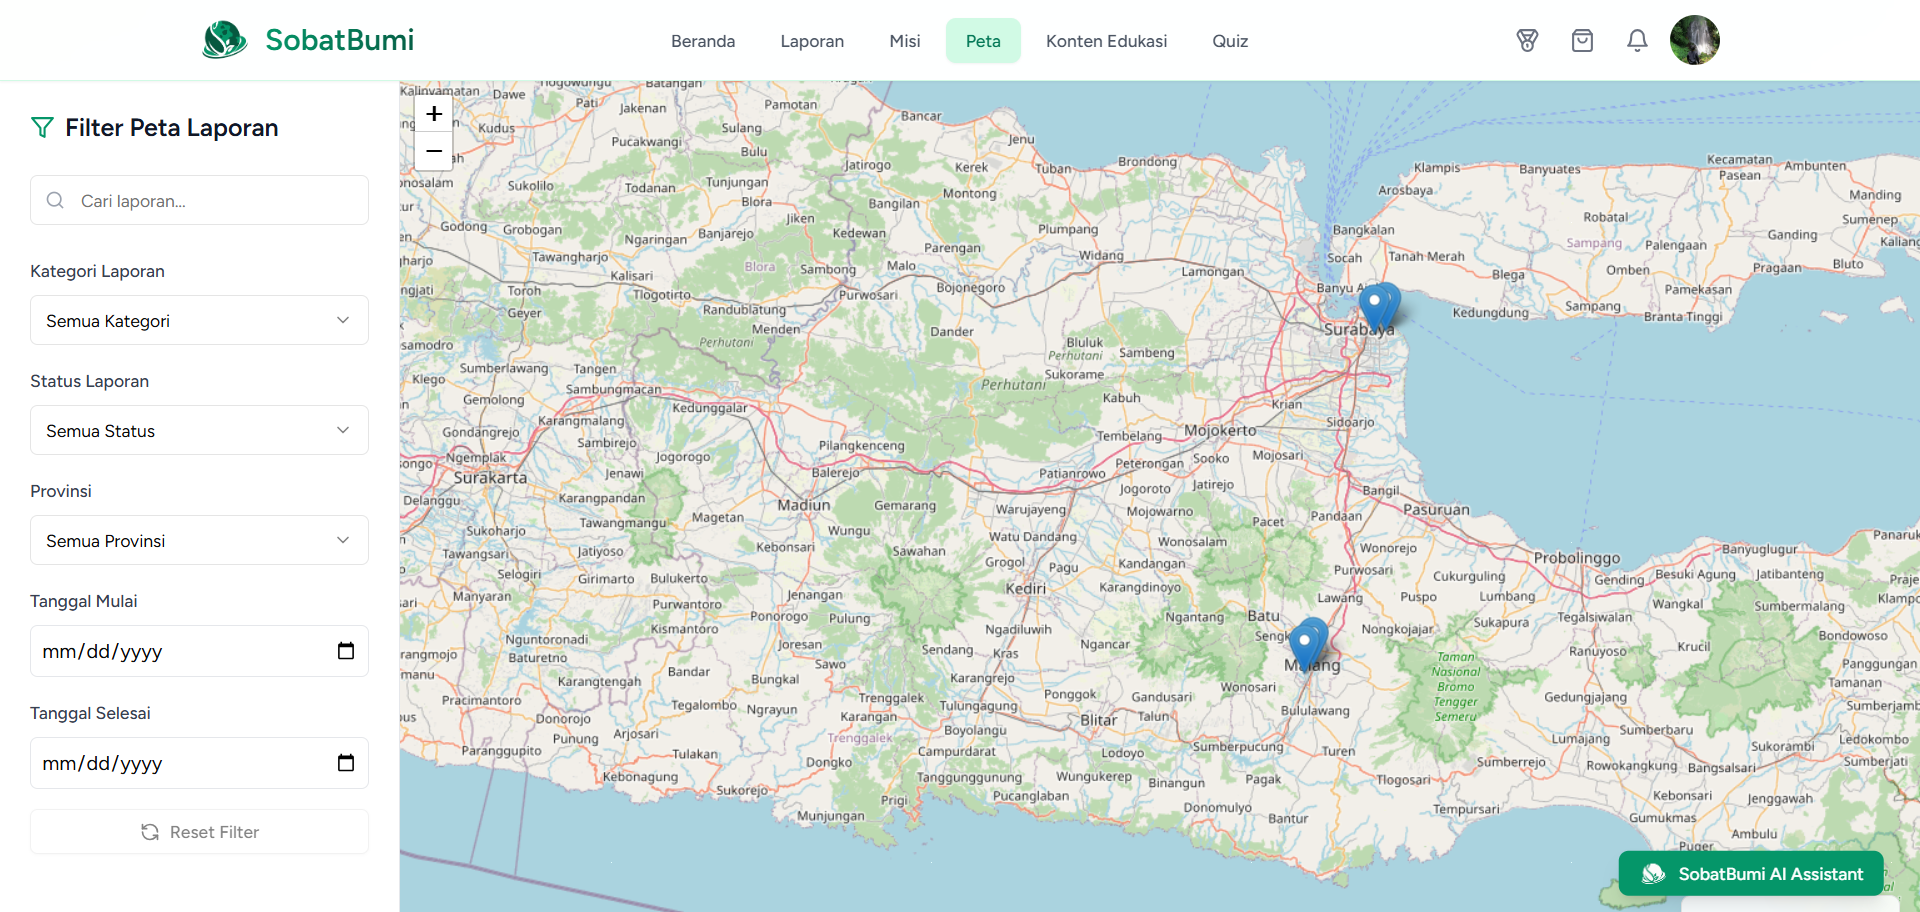 SobatBumi
Beranda
Laporan
Misi
Peta
Konten Edukasi
Quiz
Filter Peta Laporan
Cari laporan...
Kategori Laporan
Semua Kategori
Status Laporan
Semua Status
Provinsi
Semua Provinsi
Tanggal Mulai
mm/dd/yyyy
Tanggal Selesai
mm/dd/yyyy
Reset Filter
+
−
Dawe
Pati
Jakenan
Kudus
Pamotan
Bancar
Sulang
Pakuwangi
Bulu
Jatirogo
Kerek
Jenu
Tuban
Brondong
Klampis
Banyuates
Kecamatan
Pasean
Ambunten
Sukolilo
Todanan
Tunjungan
Blora
Bangilan
Montong
Arosbaya
Manding
Jiken
Godong
Grobogan
Ngaringan
Banjarejo
Kedewan
Parengan
Plumpang
Bangkalan
Robatal
Sumenep
Sampang
Palengaan
Ganding
Tawangharjo
Kalisari
Blora
Sambong
Malo
Widang
Lamongan
Socah
Tanah Merah
Blega
Omben
Pragaan
Bluto
Toroh
Tlogotirto
Purwosari
Bojonegoro
Pamekasan
Geyer
Randublatung
Menden
Dander
Kedungdung
Sampang
Branta Tinggi
Perhutani
Bluluk
Perhutani
Sambeng
Surabaya
Sumberlawang
Tangen
Sukorame
Klego
Gemolong
Sambungmacan
Kedunggalar
Perhutani
Kabuh
Krian
Karangmalang
Gondangrejo
Sambirejo
Pilangkenceng
Tembelang
Mojokerto
Sidoarjo
Ngemplak
Jogorogo
Jenawi
Balerejo
Patianrowo
Peterongan
Sooko
Mojosari
Surakarta
Delanggu
Karangpandan
Madiun
Gemarang
Warujayeng
Jogoroto
Jatirejo
Bangil
Pasuruan
Sukoharjo
Tawangmangu
Magetan
Wungu
Mojowarno
Pacet
Pandaan
Tawangsari
Jatiyoso
Kebonsari
Sawahan
Watu Dandang
Wonosalam
Wonorejo
Probolinggo
Banyuglugur
Selogiri
Girimarto
Bulukerto
Grogol
Pagu
Kandangan
Purwosari
Cukurguling
Gending
Besuki Agung
Jatibanteng
Manyaran
Purwantoro
Jenangan
Kediri
Karangdinoyo
Lawang
Puspo
Lumbang
Wangkal
Sumbermalang
Ponorogo
Pulung
Ngantang
Batu
Tegalsiwalan
Nguntoronadi
Kismantoro
Ngadiluwih
Nongkojajar
Sukapura
Bondowoso
Baturetno
Joresan
Sendang
Kras
Ngancar
Krucil
Bandar
Sawo
Malang
Taman
Nasional
Bromo
Tengger
Semeru
Ranuyoso
Panggungan
Karangtengah
Bungkal
Karangrejo
Wonosari
Tamanan
Pracimantoro
Tegalombo
Ngrayun
Trenggalek
Tulungagung
Ponggok
Gandusari
Gedungjajang
Donorojo
Karangan
Blitar
Talun
Bululawang
Punung
Arjosari
Boyolangu
Sumberbaru
Paranggupito
Trenggalek
Campurdarat
Lodoyo
Sumberpucung
Turen
Lumajang
Sukorambi
Ledokombo
Tulakan
Dongko
Sumberrejo
Rowokangkung
Bangsalsari
Sumberjati
Kebonagung
Tanggunggunung
Wungukerep
Binangun
Pagak
Tlogosari
Sukorejo
Prigi
Pucanglaban
Kebonsari
Jenggawah
Munjungan
Donomulyo
Bantur
Tempursari
Gumukmas
Ambulu
Puger
SobatBumi AI Assistant